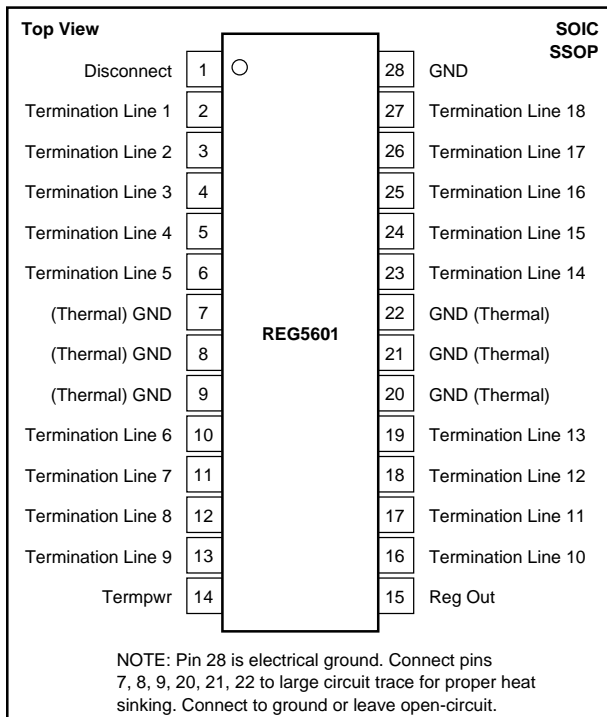 Top View SOIC
SSOP
Disconnect 1 28 GND
Termination Line 1 2 27 Termination Line 18
Termination Line 2 3 26 Termination Line 17
Termination Line 3 4 25 Termination Line 16
Termination Line 4 5 24 Termination Line 15
Termination Line 5 6 23 Termination Line 14
(Thermal) GND 7 22 GND (Thermal)
REG5601
(Thermal) GND 8 21 GND (Thermal)
(Thermal) GND 9 20 GND (Thermal)
Termination Line 6 10 19 Termination Line 13
Termination Line 7 11 18 Termination Line 12
Termination Line 8 12 17 Termination Line 11
Termination Line 9 13 16 Termination Line 10
Termpwr 14 15 Reg Out
NOTE: Pin 28 is electrical ground. Connect pins
7, 8, 9, 20, 21, 22 to large circuit trace for proper heat
sinking. Connect to ground or leave open-circuit.